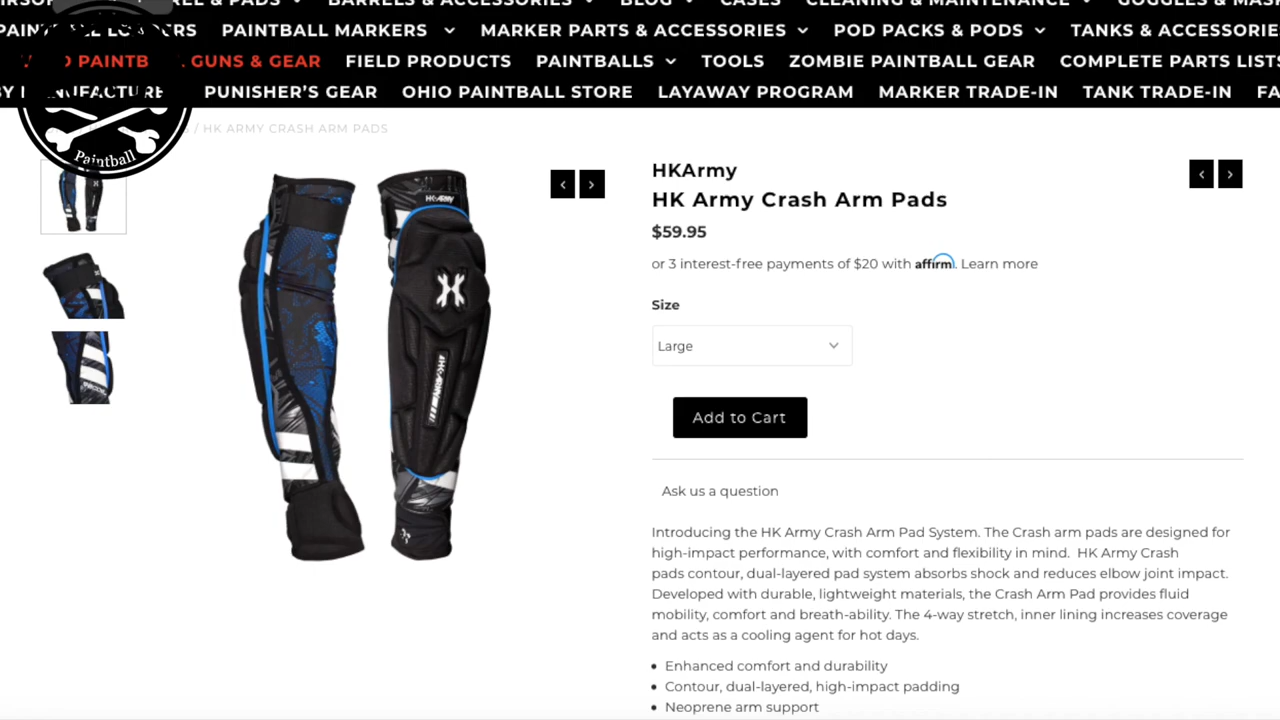 BARRELS & ACCESSORIES BLOG CASES CLEANING & MAINTENANCE
PAINTBALL MARKERS MARKER PARTS & ACCESSORIES POD PACKS & PODS TANKS & ACCESSORIE
GUNS & GEAR FIELD PRODUCTS PAINTBALLS TOOLS ZOMBIE PAINTBALL GEAR COMPLETE PARTS LISTS
PUNISHER'S GEAR OHIO PAINTBALL STORE LAYAWAY PROGRAM MARKER TRADE-IN TANK TRADE-IN FA
/ HK ARMY CRASH ARM PADS
Paintball
HKArmy
HK Army Crash Arm Pads
$59.95
or 3 interest-free payments of $20 with affirm. Learn more
Size
Large
Add to Cart
Ask us a question
Introducing the HK Army Crash Arm Pad System. The Crash arm pads are designed for
high-impact performance, with comfort and flexibility in mind. HK Army Crash
pads contour, dual-layered pad system absorbs shock and reduces elbow joint impact.
Developed with durable, lightweight materials, the Crash Arm Pad provides fluid
mobility, comfort and breath-ability. The 4-way stretch, inner lining increases coverage
and acts as a cooling agent for hot days.
Enhanced comfort and durability
Contour, dual-layered, high-impact padding
Neoprene arm support